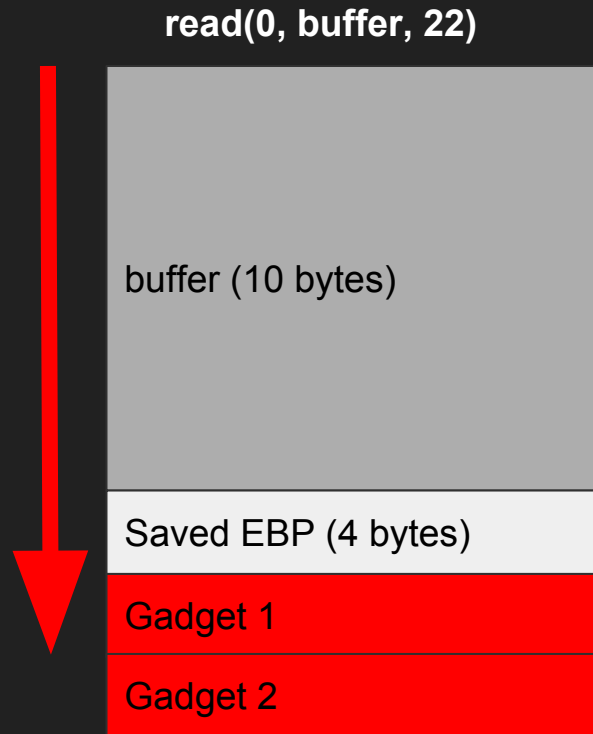 read(0, buffer, 22)
buffer (10 bytes)
Saved EBP (4 bytes)
Gadget 1
Gadget 2